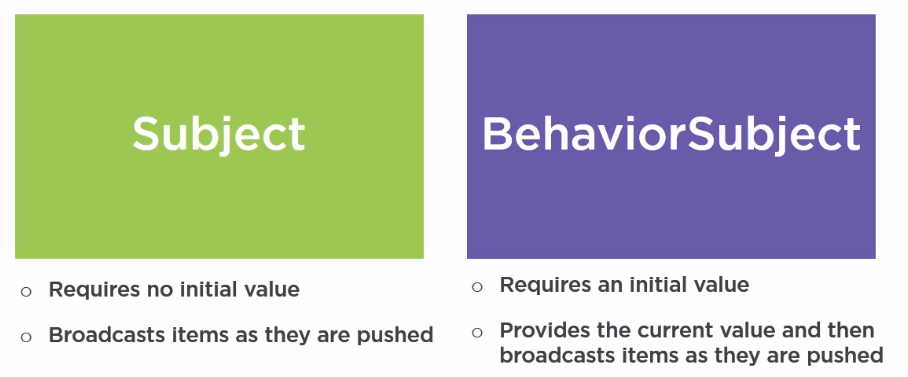 Subject
○ Requires no initial value
○ Broadcasts items as they are pushed
BehaviorSubject
○ Requires an initial value
○ Provides the current value and then
broadcasts items as they are pushed